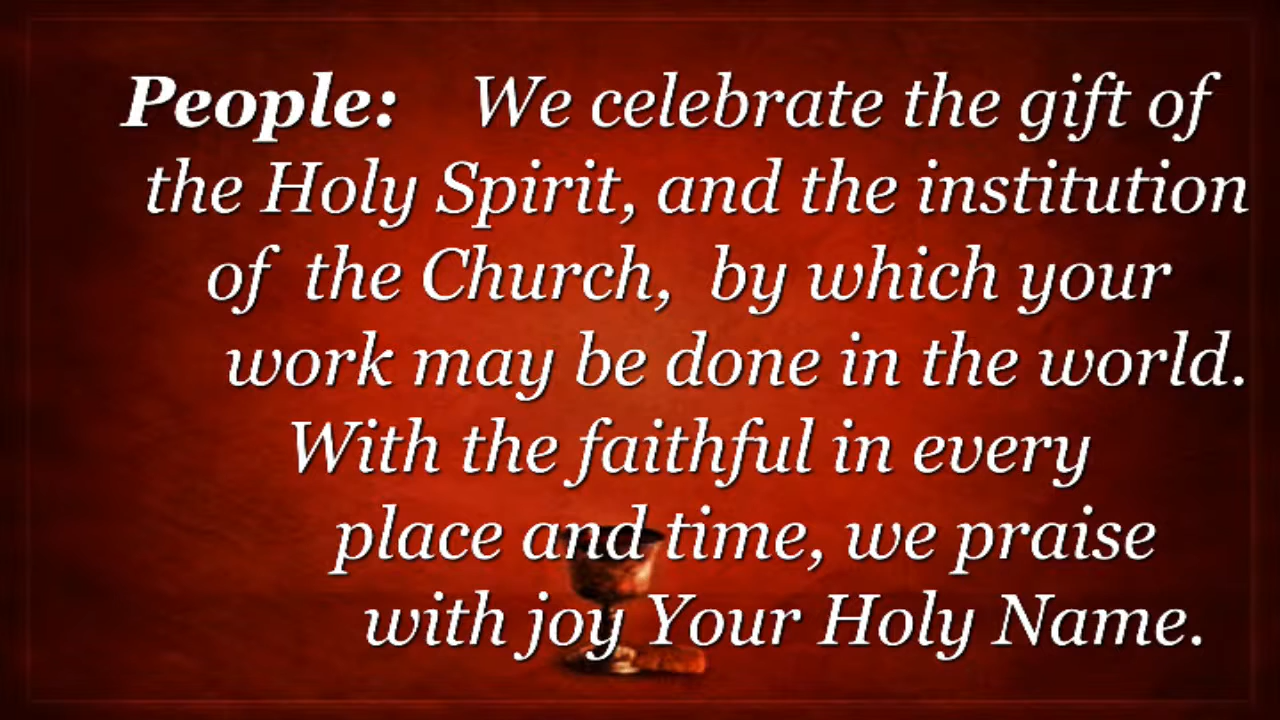 People: We celebrate the gift of
the Holy Spirit, and the institution
of the Church, by which your
work may be done in the world.
With the faithful in every
place and time, we praise
with joy Your Holy Name.